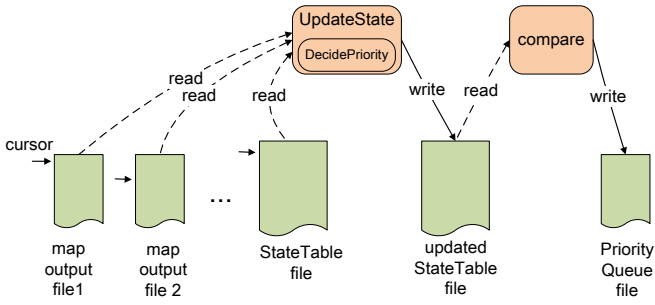 UpdateState
DecidePriority
compare
read
read
read
write
read
write
cursor
...
map
output
file1
map
output
file 2
StateTable
file
updated
StateTable
file
Priority
Queue
file